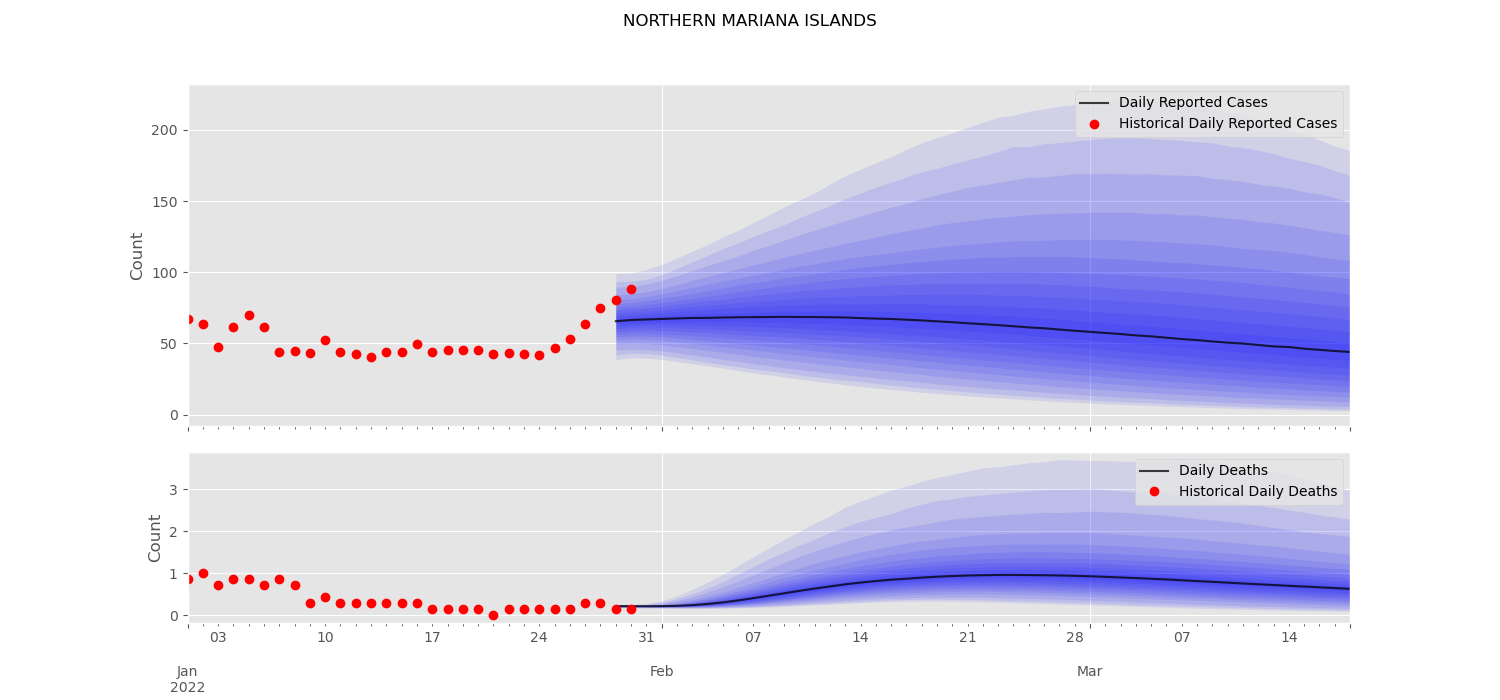 NORTHERN MARIANA ISLANDS
Daily Reported Cases
Historical Daily Reported Cases
200
150
100
50
0
Count
Daily Deaths
Historical Daily Deaths
3
2
1
0
Count
03 10 17 24 31 07 14 21 28 07 14
Jan Feb Mar
2022